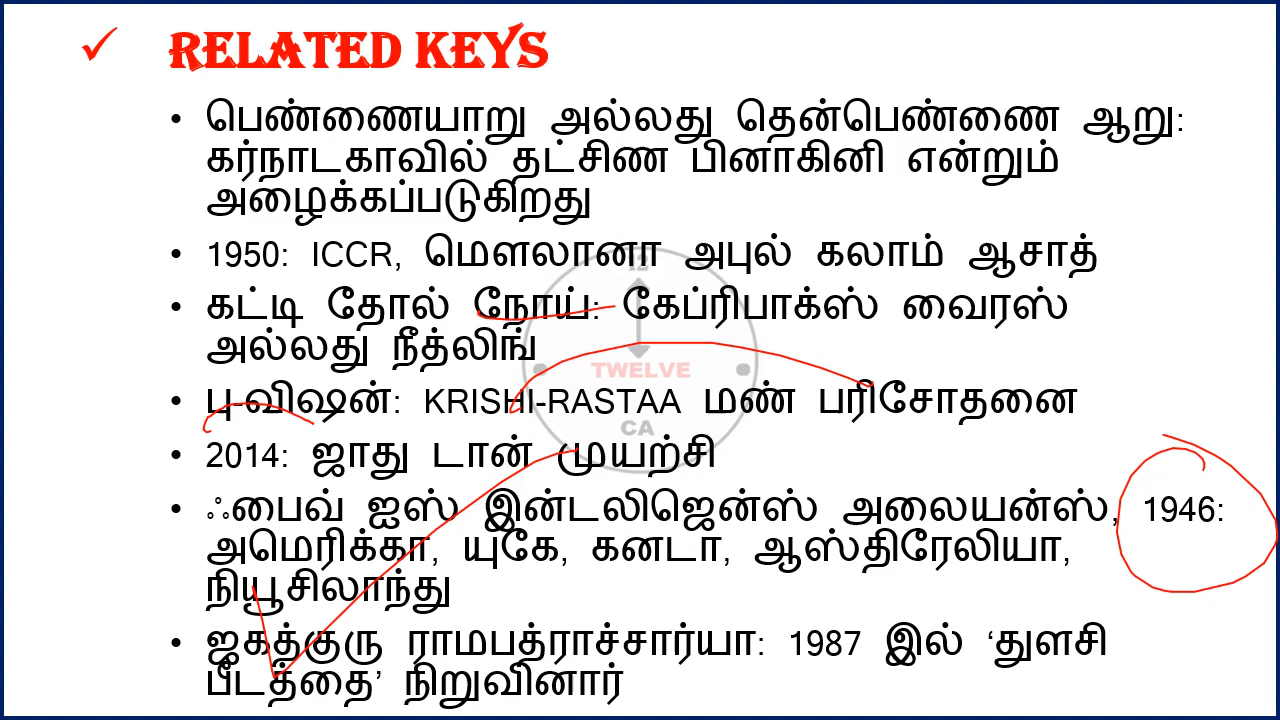 RELATED KEYS
• பெண்ணையாறு அல்லது தென்பெண்ணை ஆறு:
கர்நாடகாவில் தட்சிண பினாகினி என்றும்
அழைக்கப்படுகிறது
• 1950: ICCR, மௌலானா அபுல் கலாம் ஆசாத்
• கட்டி தோல் நோய்: கேப்ரிபாக்ஸ் வைரஸ்
அல்லது நீத்லிங்
• பு-விஷன்: KRISHI-RASTAA மண் பரிசோதனை
• 2014: ஜாது டான் முயற்சி
• ஃபைவ் ஐஸ் இன்டலிஜென்ஸ் அலையன்ஸ், 1946:
அமெரிக்கா, யுகே, கனடா, ஆஸ்திரேலியா,
நியூசிலாந்து
• ஜகத்குரு ராமபத்ராச்சார்யா: 1987 இல் ‘துளசி
பீடத்தை’ நிறுவினார்
12
TWELVE
CA